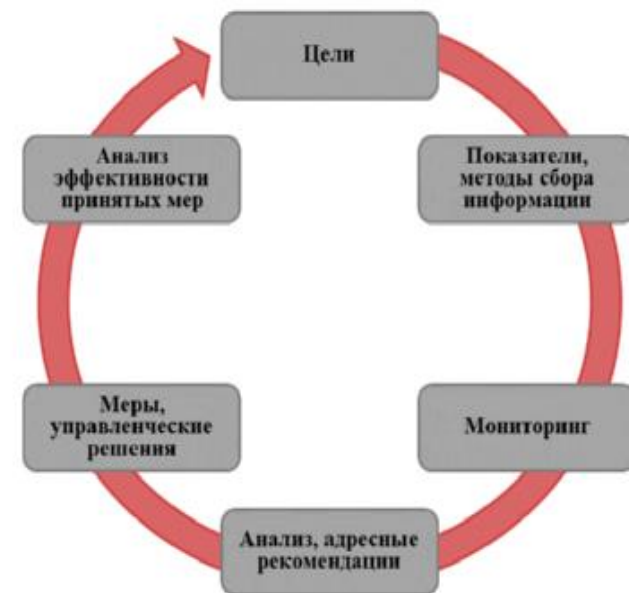 Цели
Показатели,
методы сбора
информации
Мониторинг
Анализ, адресные
рекомендации
Меры,
управленческие
решения
Анализ
эффективности
принятых мер